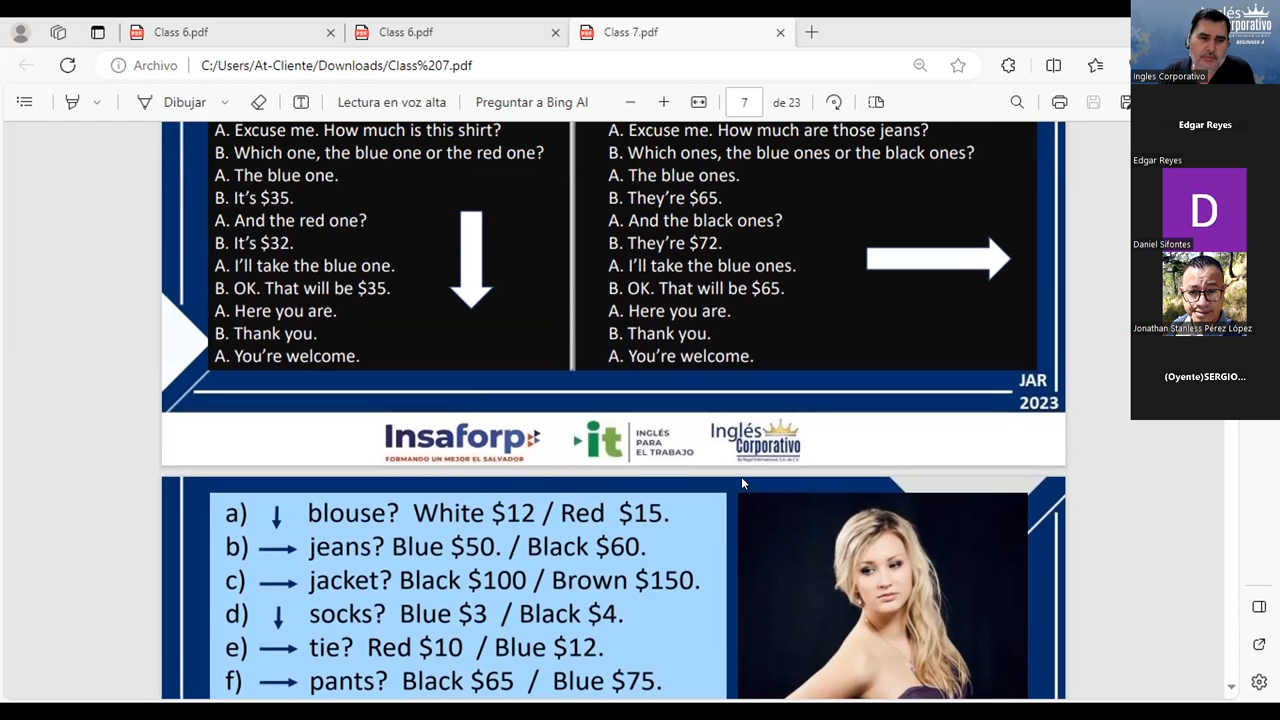 Class 6.pdf
Class 6.pdf
Class 7.pdf
Archivo
C:/Users/At-Cliente/Downloads/Class%207.pdf
Dibujar
Lectura en voz alta
Preguntar a Bing AI
7
de 23
A. Excuse me. How much is this shirt?
B. Which one, the blue one or the red one?
A. The blue one.
B. It's $35.
A. And the red one?
B. It's $32.
A. I'll take the blue one.
B. OK. That will be $35.
A. Here you are.
B. Thank you.
A. You're welcome.
A. Excuse me. How much are those jeans?
B. Which ones, the blue ones or the black ones?
A. The blue ones.
B. They're $65.
A. And the black ones?
B. They're $72.
A. I'll take the blue ones.
B. OK. That will be $65.
A. Here you are.
B. Thank you.
A. You're welcome.
JAR
2023
Insaforp
FORMANDO UN MEJOR EL SALVADOR
it
INGLÉS
PARA
EL TRABAJO
Inglés
Corporativo
a) blouse? White $12 / Red $15.
b) jeans? Blue $50. / Black $60.
c) jacket? Black $100 / Brown $150.
d) socks? Blue $3 / Black $4.
e) tie? Red $10 / Blue $12.
f) pants? Black $65 / Blue $75.
Inglés
Corporativo
BEGINNER 4
Ingles Corporativo
Edgar Reyes
Edgar Reyes
D
Daniel Sifontes
Jonathan Stanless Pérez López
(Oyente)SERGIO...